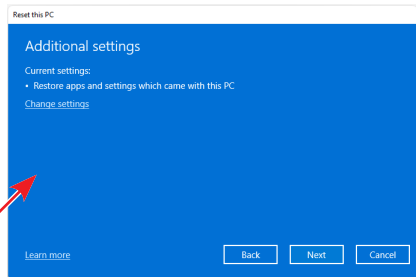 Reset this PC
Additional settings
Current settings:
• Restore apps and settings which came with this PC
Change settings
Learn more
Back
Next
Cancel